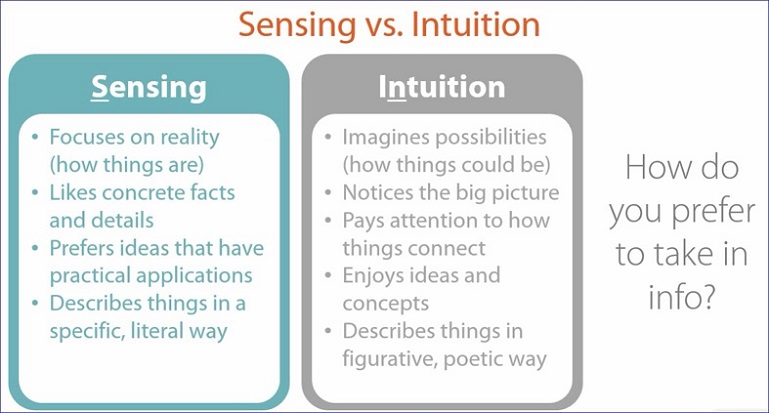 Sensing vs. Intuition
Sensing
• Focuses on reality
(how things are)
• Likes concrete facts
and details
• Prefers ideas that have
practical applications
• Describes things in a
specific, literal way
Intuition
• Imagines possibilities
(how things could be)
• Notices the big picture
• Pays attention to how
things connect
• Enjoys ideas and
concepts
• Describes things in
figurative, poetic way
How do
you prefer
to take in
info?